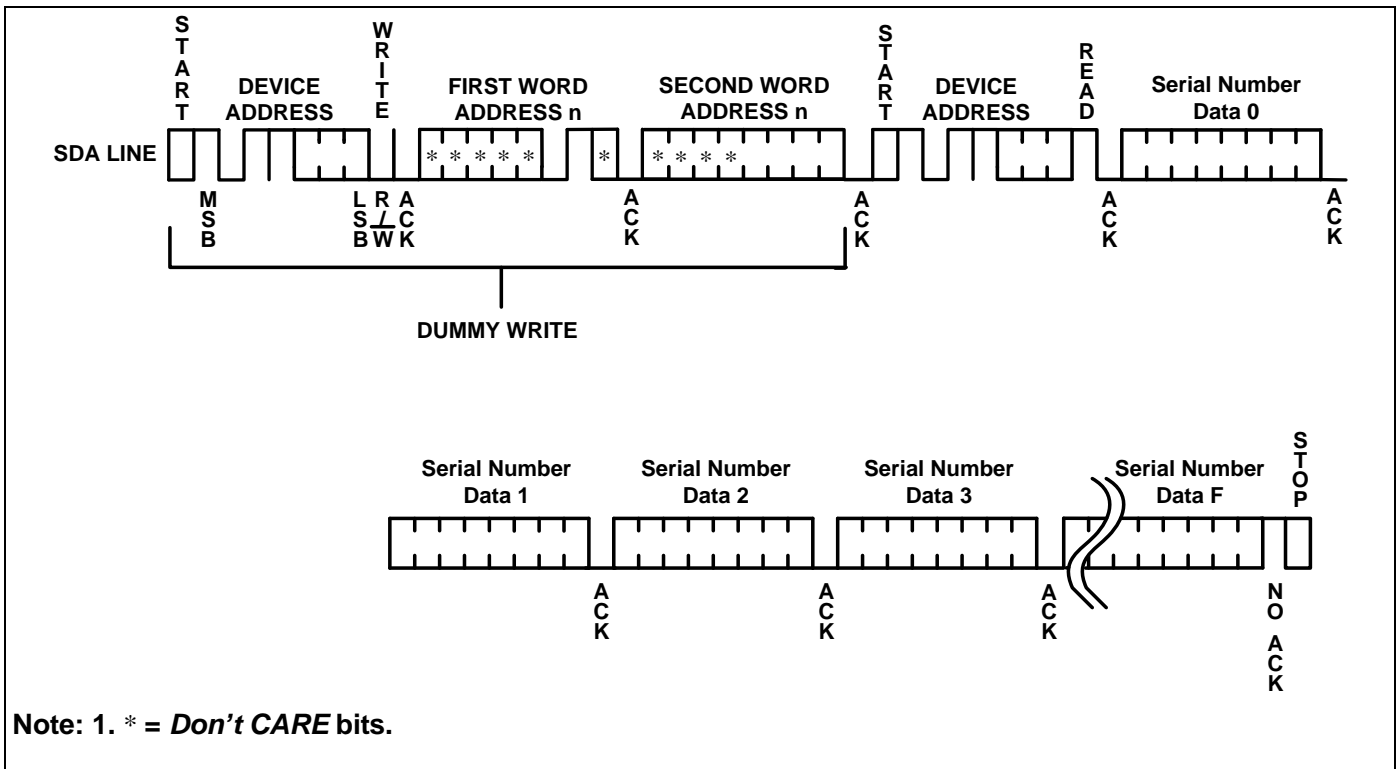 START
WRITE
START
READ
DEVICE
ADDRESS
FIRST WORD
ADDRESS n
SECOND WORD
ADDRESS n
DEVICE
ADDRESS
Serial Number
Data 0
SDA LINE
* * * * *
*
* * * *
MSB
LSB
R/W
ACK
ACK
ACK
ACK
ACK
DUMMY WRITE
STOP
Serial Number
Data 1
Serial Number
Data 2
Serial Number
Data 3
Serial Number
Data F
ACK
ACK
ACK
NO ACK
Note: 1. * = Don't CARE bits.